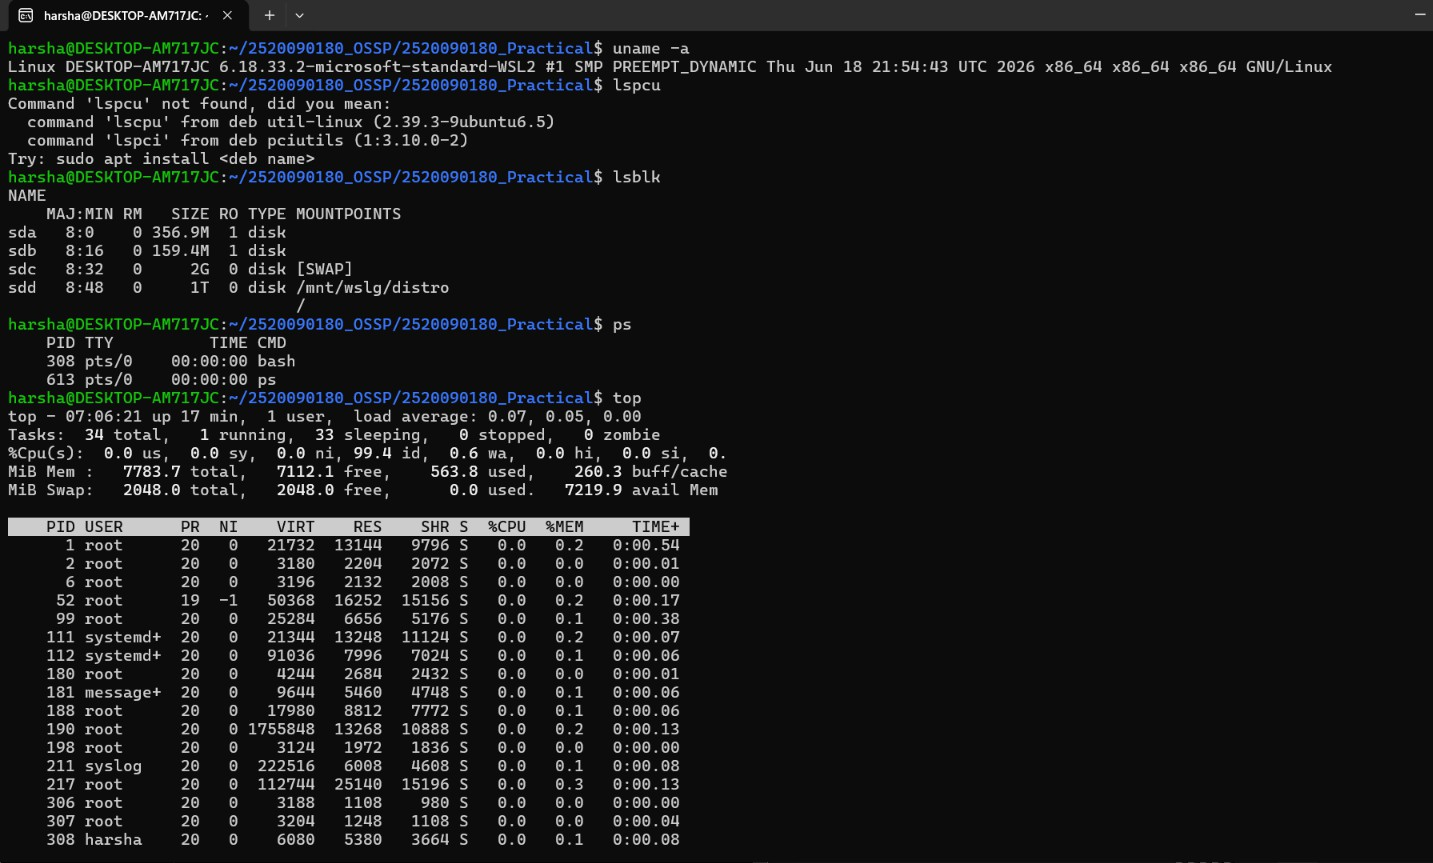 harsha@DESKTOP-AM717JC: ~
harsha@DESKTOP-AM717JC:~/2520090180_OSSP/2520090180_Practical$ uname -a
Linux DESKTOP-AM717JC 6.18.33.2-microsoft-standard-WSL2 #1 SMP PREEMPT_DYNAMIC Thu Jun 18 21:54:43 UTC 2026 x86_64 x86_64 x86_64 GNU/Linux
harsha@DESKTOP-AM717JC:~/2520090180_OSSP/2520090180_Practical$ lspcu
Command 'lspcu' not found, did you mean:
  command 'lscpu' from deb util-linux (2.39.3-9ubuntu6.5)
  command 'lspci' from deb pciutils (1:3.10.0-2)
Try: sudo apt install <deb name>
harsha@DESKTOP-AM717JC:~/2520090180_OSSP/2520090180_Practical$ lsblk
NAME
    MAJ:MIN RM   SIZE RO TYPE MOUNTPOINTS
sda   8:0    0 356.9M  1 disk
sdb   8:16   0 159.4M  1 disk
sdc   8:32   0     2G  0 disk [SWAP]
sdd   8:48   0     1T  0 disk /mnt/wslg/distro
                              /
harsha@DESKTOP-AM717JC:~/2520090180_OSSP/2520090180_Practical$ ps
    PID TTY          TIME CMD
    308 pts/0    00:00:00 bash
    613 pts/0    00:00:00 ps
harsha@DESKTOP-AM717JC:~/2520090180_OSSP/2520090180_Practical$ top
top - 07:06:21 up 17 min,  1 user,  load average: 0.07, 0.05, 0.00
Tasks:  34 total,   1 running,  33 sleeping,   0 stopped,   0 zombie
%Cpu(s):  0.0 us,  0.0 sy,  0.0 ni, 99.4 id,  0.6 wa,  0.0 hi,  0.0 si,  0.
MiB Mem :   7783.7 total,   7112.1 free,    563.8 used,    260.3 buff/cache
MiB Swap:   2048.0 total,   2048.0 free,      0.0 used.   7219.9 avail Mem
    PID USER      PR  NI    VIRT    RES    SHR S  %CPU  %MEM     TIME+
      1 root      20   0   21732  13144   9796 S   0.0   0.2   0:00.54
      2 root      20   0    3180   2204   2072 S   0.0   0.0   0:00.01
      6 root      20   0    3196   2132   2008 S   0.0   0.0   0:00.00
     52 root      19  -1   50368  16252  15156 S   0.0   0.2   0:00.17
     99 root      20   0   25284   6656   5176 S   0.0   0.1   0:00.38
    111 systemd+  20   0   21344  13248  11124 S   0.0   0.2   0:00.07
    112 systemd+  20   0   91036   7996   7024 S   0.0   0.1   0:00.06
    180 root      20   0    4244   2684   2432 S   0.0   0.0   0:00.01
    181 message+  20   0    9644   5460   4748 S   0.0   0.1   0:00.06
    188 root      20   0   17980   8812   7772 S   0.0   0.1   0:00.06
    190 root      20   0 1755848  13268  10888 S   0.0   0.2   0:00.13
    198 root      20   0    3124   1972   1836 S   0.0   0.0   0:00.00
    211 syslog    20   0  222516   6008   4608 S   0.0   0.1   0:00.08
    217 root      20   0  112744  25140  15196 S   0.0   0.3   0:00.13
    306 root      20   0    3188   1108    980 S   0.0   0.0   0:00.00
    307 root      20   0    3204   1248   1108 S   0.0   0.0   0:00.04
    308 harsha    20   0    6080   5380   3664 S   0.0   0.1   0:00.08